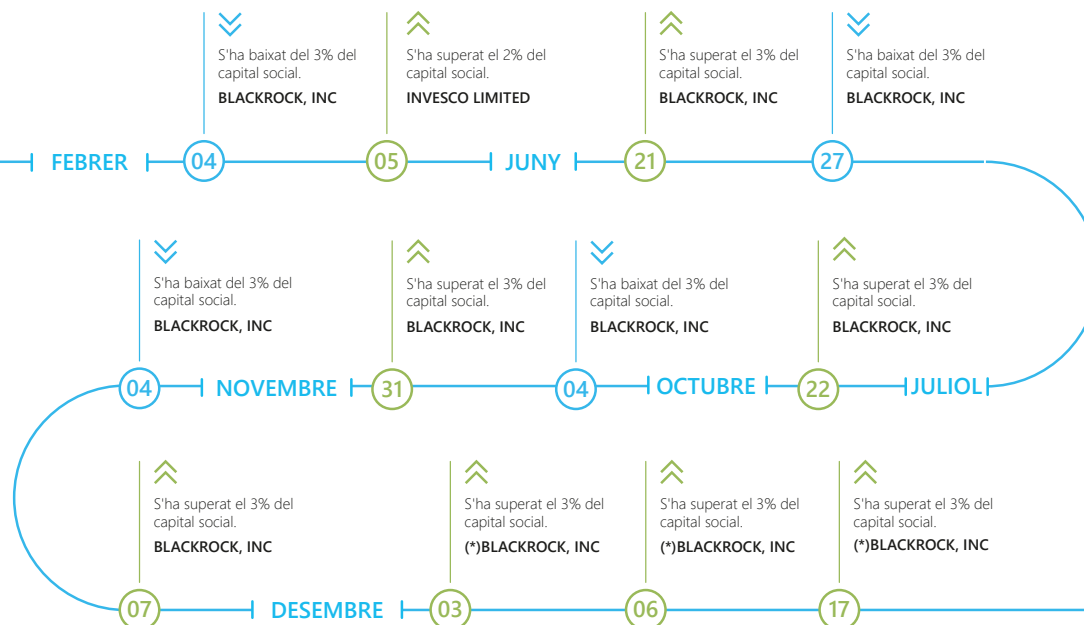 S'ha baixat del 3% del
capital social.
BLACKROCK, INC
S'ha superat el 2% del
capital social.
INVESCO LIMITED
S'ha superat el 3% del
capital social.
BLACKROCK, INC
S'ha baixat del 3% del
capital social.
BLACKROCK, INC
FEBRER 04 05 JUNY 21 27
S'ha baixat del 3% del
capital social.
BLACKROCK, INC
S'ha superat el 3% del
capital social.
BLACKROCK, INC
S'ha baixat del 3% del
capital social.
BLACKROCK, INC
S'ha superat el 3% del
capital social.
BLACKROCK, INC
04 NOVEMBRE 31 04 OCTUBRE 22 JULIOL
S'ha superat el 3% del
capital social.
BLACKROCK, INC
S'ha superat el 3% del
capital social.
(*)BLACKROCK, INC
S'ha superat el 3% del
capital social.
(*)BLACKROCK, INC
S'ha superat el 3% del
capital social.
(*)BLACKROCK, INC
07 DESEMBRE 03 06 17